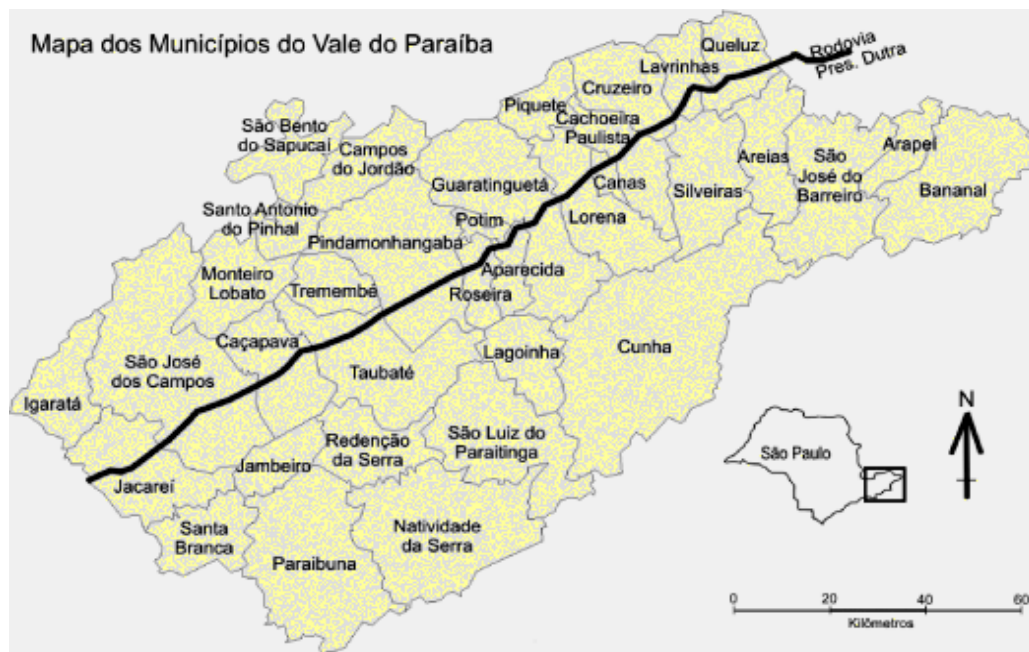 Mapa dos Municípios do Vale do Paraíba
Queluz
Rodovia
Pres. Dutra
Lavrinhas
Cruzeiro
Piquete
Cachoeira
Paulista
São Bento
do Sapucaí
Campos
do Jordão
Guaratinguetá
Canas
Silveiras
Areias
São
José do
Barreiro
Arapeí
Bananal
Santo Antonio
do Pinhal
Potim
Lorena
Pindamonhangaba
Monteiro
Lobato
Tremembé
Aparecida
Roseira
Caçapava
Lagoinha
Cunha
São José
dos Campos
Taubaté
Igaratá
Redenção
da Serra
São Luiz do
Paraitinga
Jambeiro
Jacareí
Santa
Branca
Natividade
da Serra
Paraibuna
São Paulo
N
0 20 40 60
Kilômetros